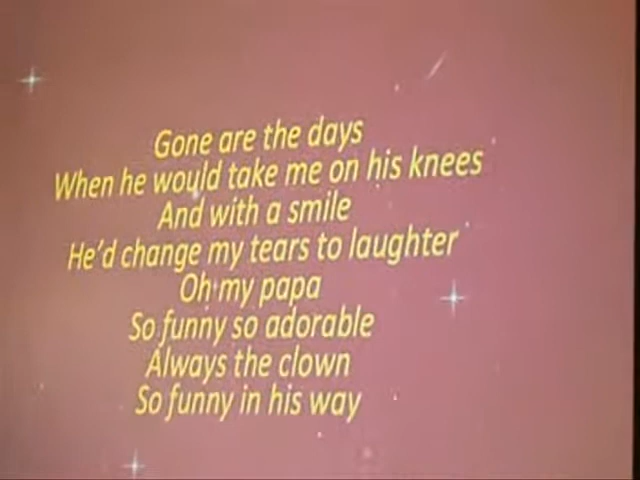 Gone are the days
When he would take me on his knees
And with a smile
He'd change my tears to laughter
Oh my papa
So funny so adorable
Always the clown
So funny in his way